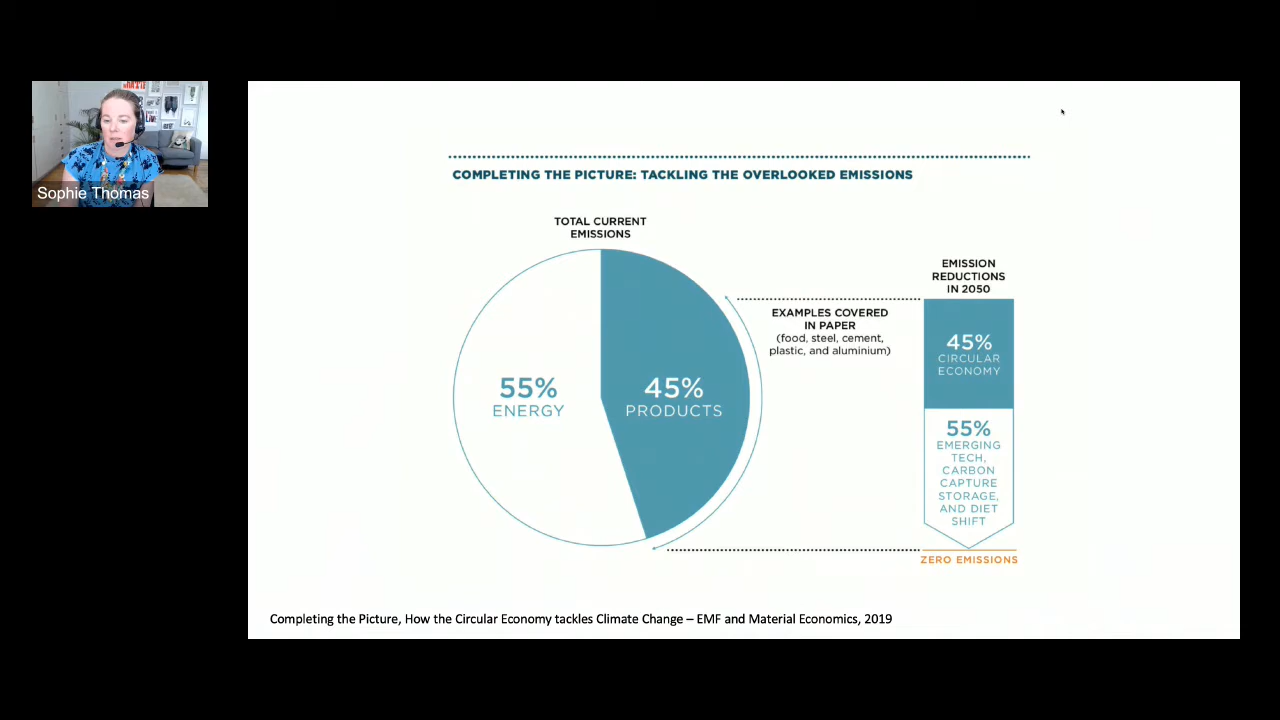 Sophie Thomas
COMPLETING THE PICTURE: TACKLING THE OVERLOOKED EMISSIONS
TOTAL CURRENT
EMISSIONS
55%
ENERGY
45%
PRODUCTS
EXAMPLES COVERED
IN PAPER
(food, steel, cement,
plastic, and aluminium)
EMISSION
REDUCTIONS
IN 2050
45%
CIRCULAR
ECONOMY
55%
EMERGING
TECH,
CARBON
CAPTURE
STORAGE,
AND DIET
SHIFT
ZERO EMISSIONS
Completing the Picture, How the Circular Economy tackles Climate Change – EMF and Material Economics, 2019